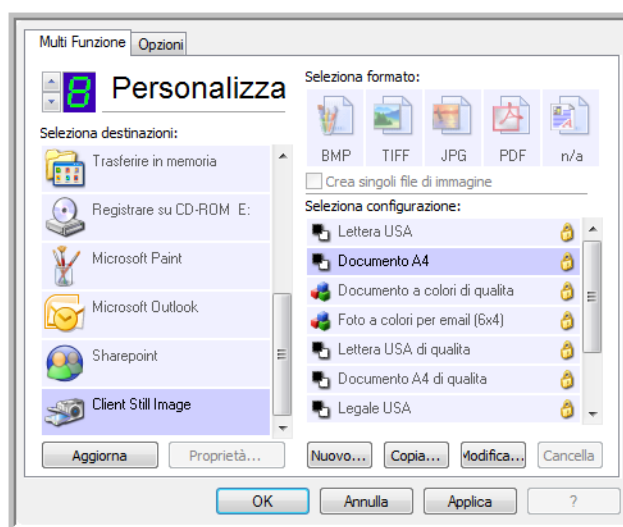 Multi Funzione
Opzioni
8
Personalizza
Seleziona destinazioni:
Trasferire in memoria
Registrare su CD-ROM E:
Microsoft Paint
Microsoft Outlook
Sharepoint
Client Still Image
Aggiorna
Proprietà...
Seleziona formato:
BMP
TIFF
JPG
PDF
n/a
Crea singoli file di immagine
Seleziona configurazione:
Lettera USA
Documento A4
Documento a colori di qualita
Foto a colori per email (6x4)
Lettera USA di qualita
Documento A4 di qualita
Legale USA
Nuovo...
Copia...
Modifica...
Cancella
OK
Annulla
Applica
?